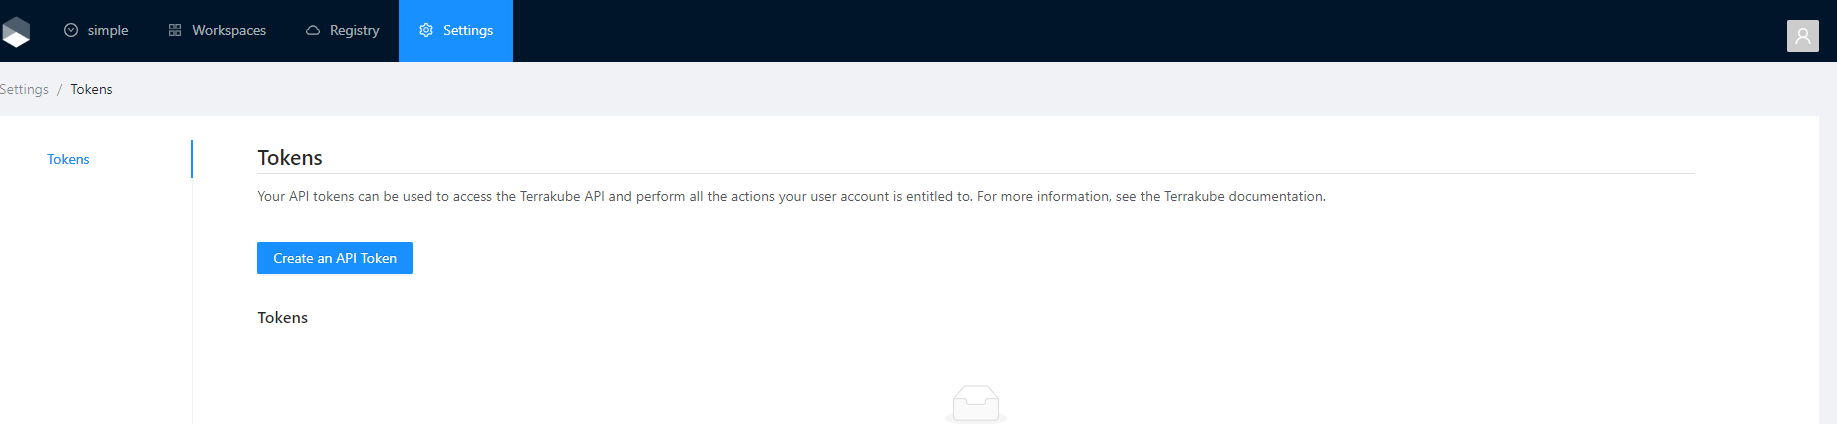 simple Workspaces Registry Settings
Settings / Tokens
Tokens
Tokens
Your API tokens can be used to access the Terrakube API and perform all the actions your user account is entitled to. For more information, see the Terrakube documentation.
Create an API Token
Tokens